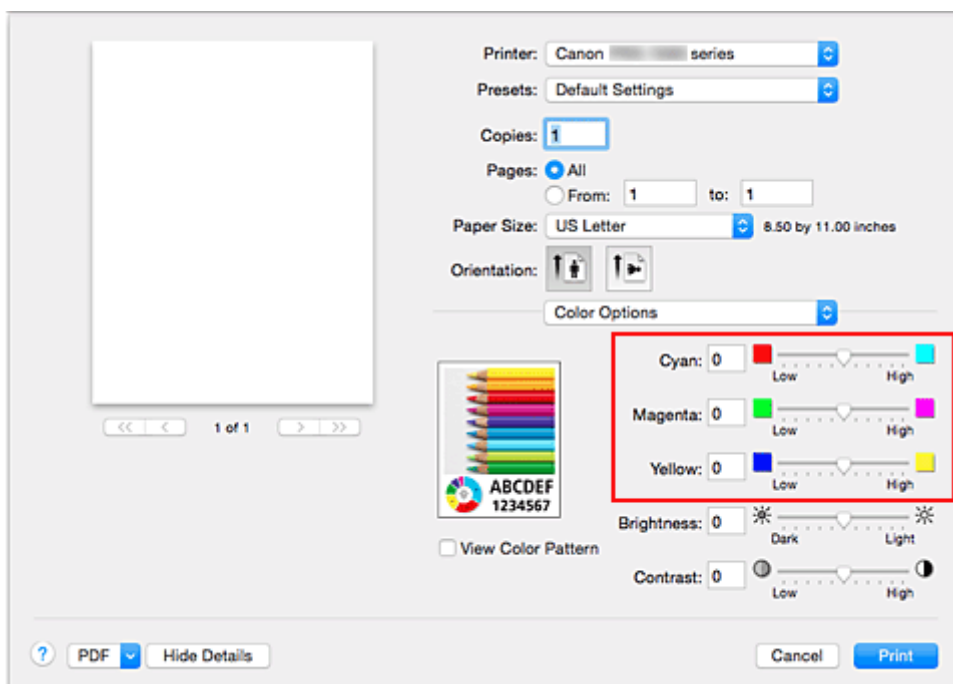 Printer: Canon series
Presets: Default Settings
Copies: 1
Pages: All
From: 1 to: 1
Paper Size: US Letter 8.50 by 11.00 inches
Orientation:
Color Options
Cyan: 0
Low High
1 of 1
Magenta: 0
Low High
Yellow: 0
Low High
ABCDEF
1234567
Brightness: 0
Dark Light
View Color Pattern
Contrast: 0
Low High
? PDF Hide Details Cancel Print